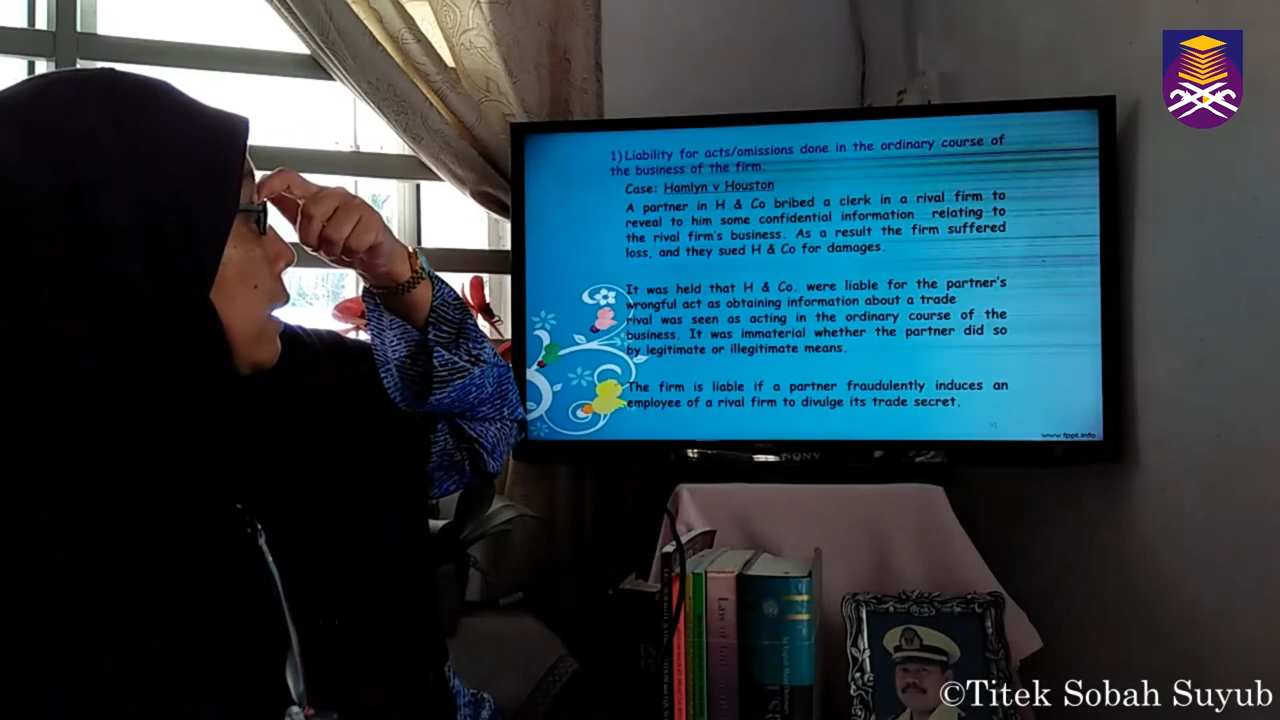 1) Liability for acts/omissions done in the ordinary course of
the business of the firm.
Case: Hamlyn v Houston
A partner in H & Co bribed a clerk in a rival firm to
reveal to him some confidential information relating to
the rival firm's business. As a result the firm suffered
loss, and they sued H & Co for damages.
It was held that H & Co. were liable for the partner's
wrongful act as obtaining information about a trade
rival was seen as acting in the ordinary course of the
business. It was immaterial whether the partner did so
by legitimate or illegitimate means.
The firm is liable if a partner fraudulently induces an
employee of a rival firm to divulge its trade secret.
www.fppt.info
SONY
Law of
©Titek Sobah Suyub